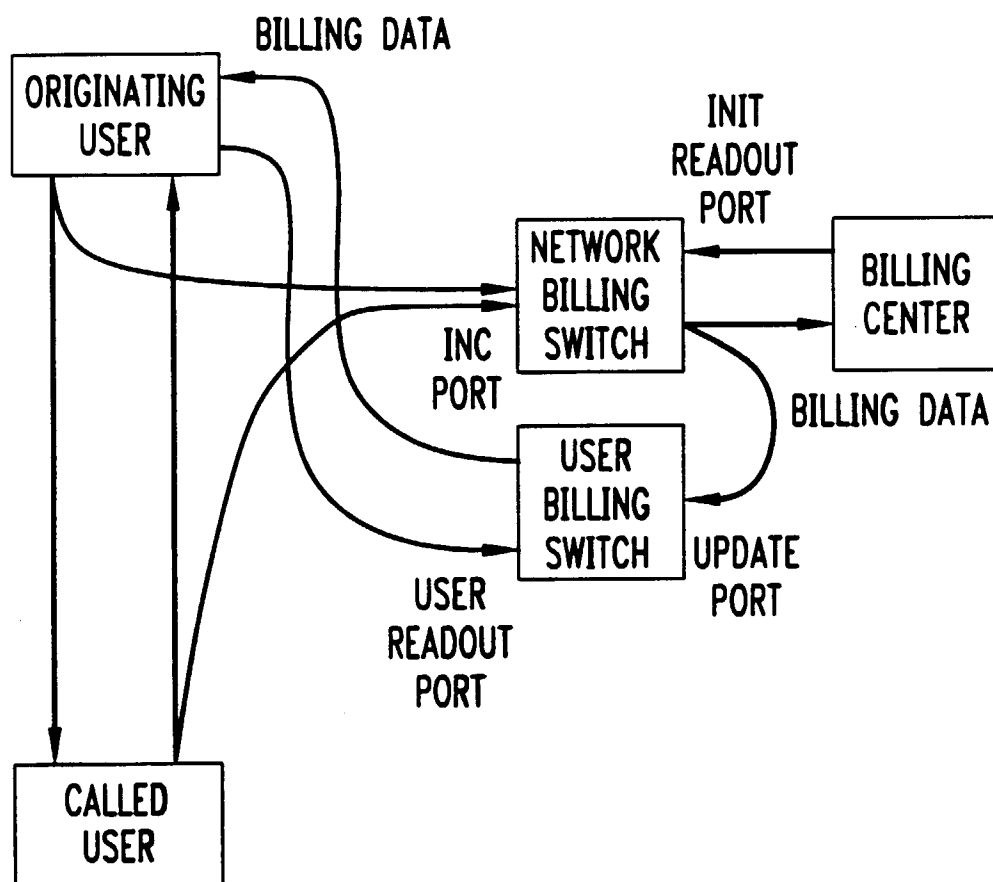 BILLING DATA
ORIGINATING
USER
INIT
READOUT
PORT
NETWORK
BILLING
SWITCH
BILLING
CENTER
INC
PORT
BILLING DATA
USER
BILLING
SWITCH
UPDATE
PORT
USER
READOUT
PORT
CALLED
USER